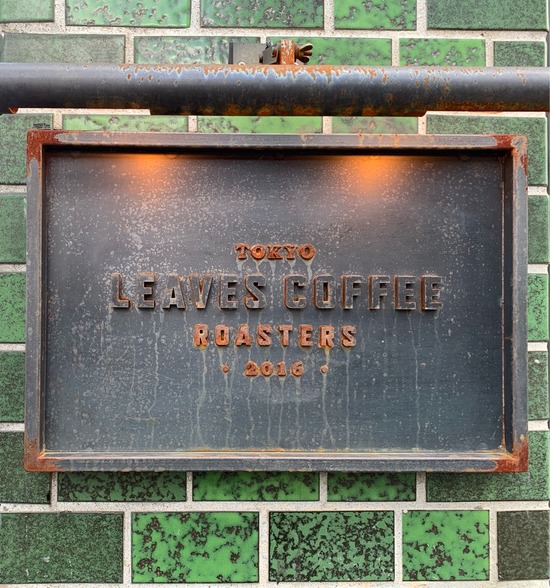 TOKYO
LEAVES COFFEE
ROASTERS
· 2016 ·